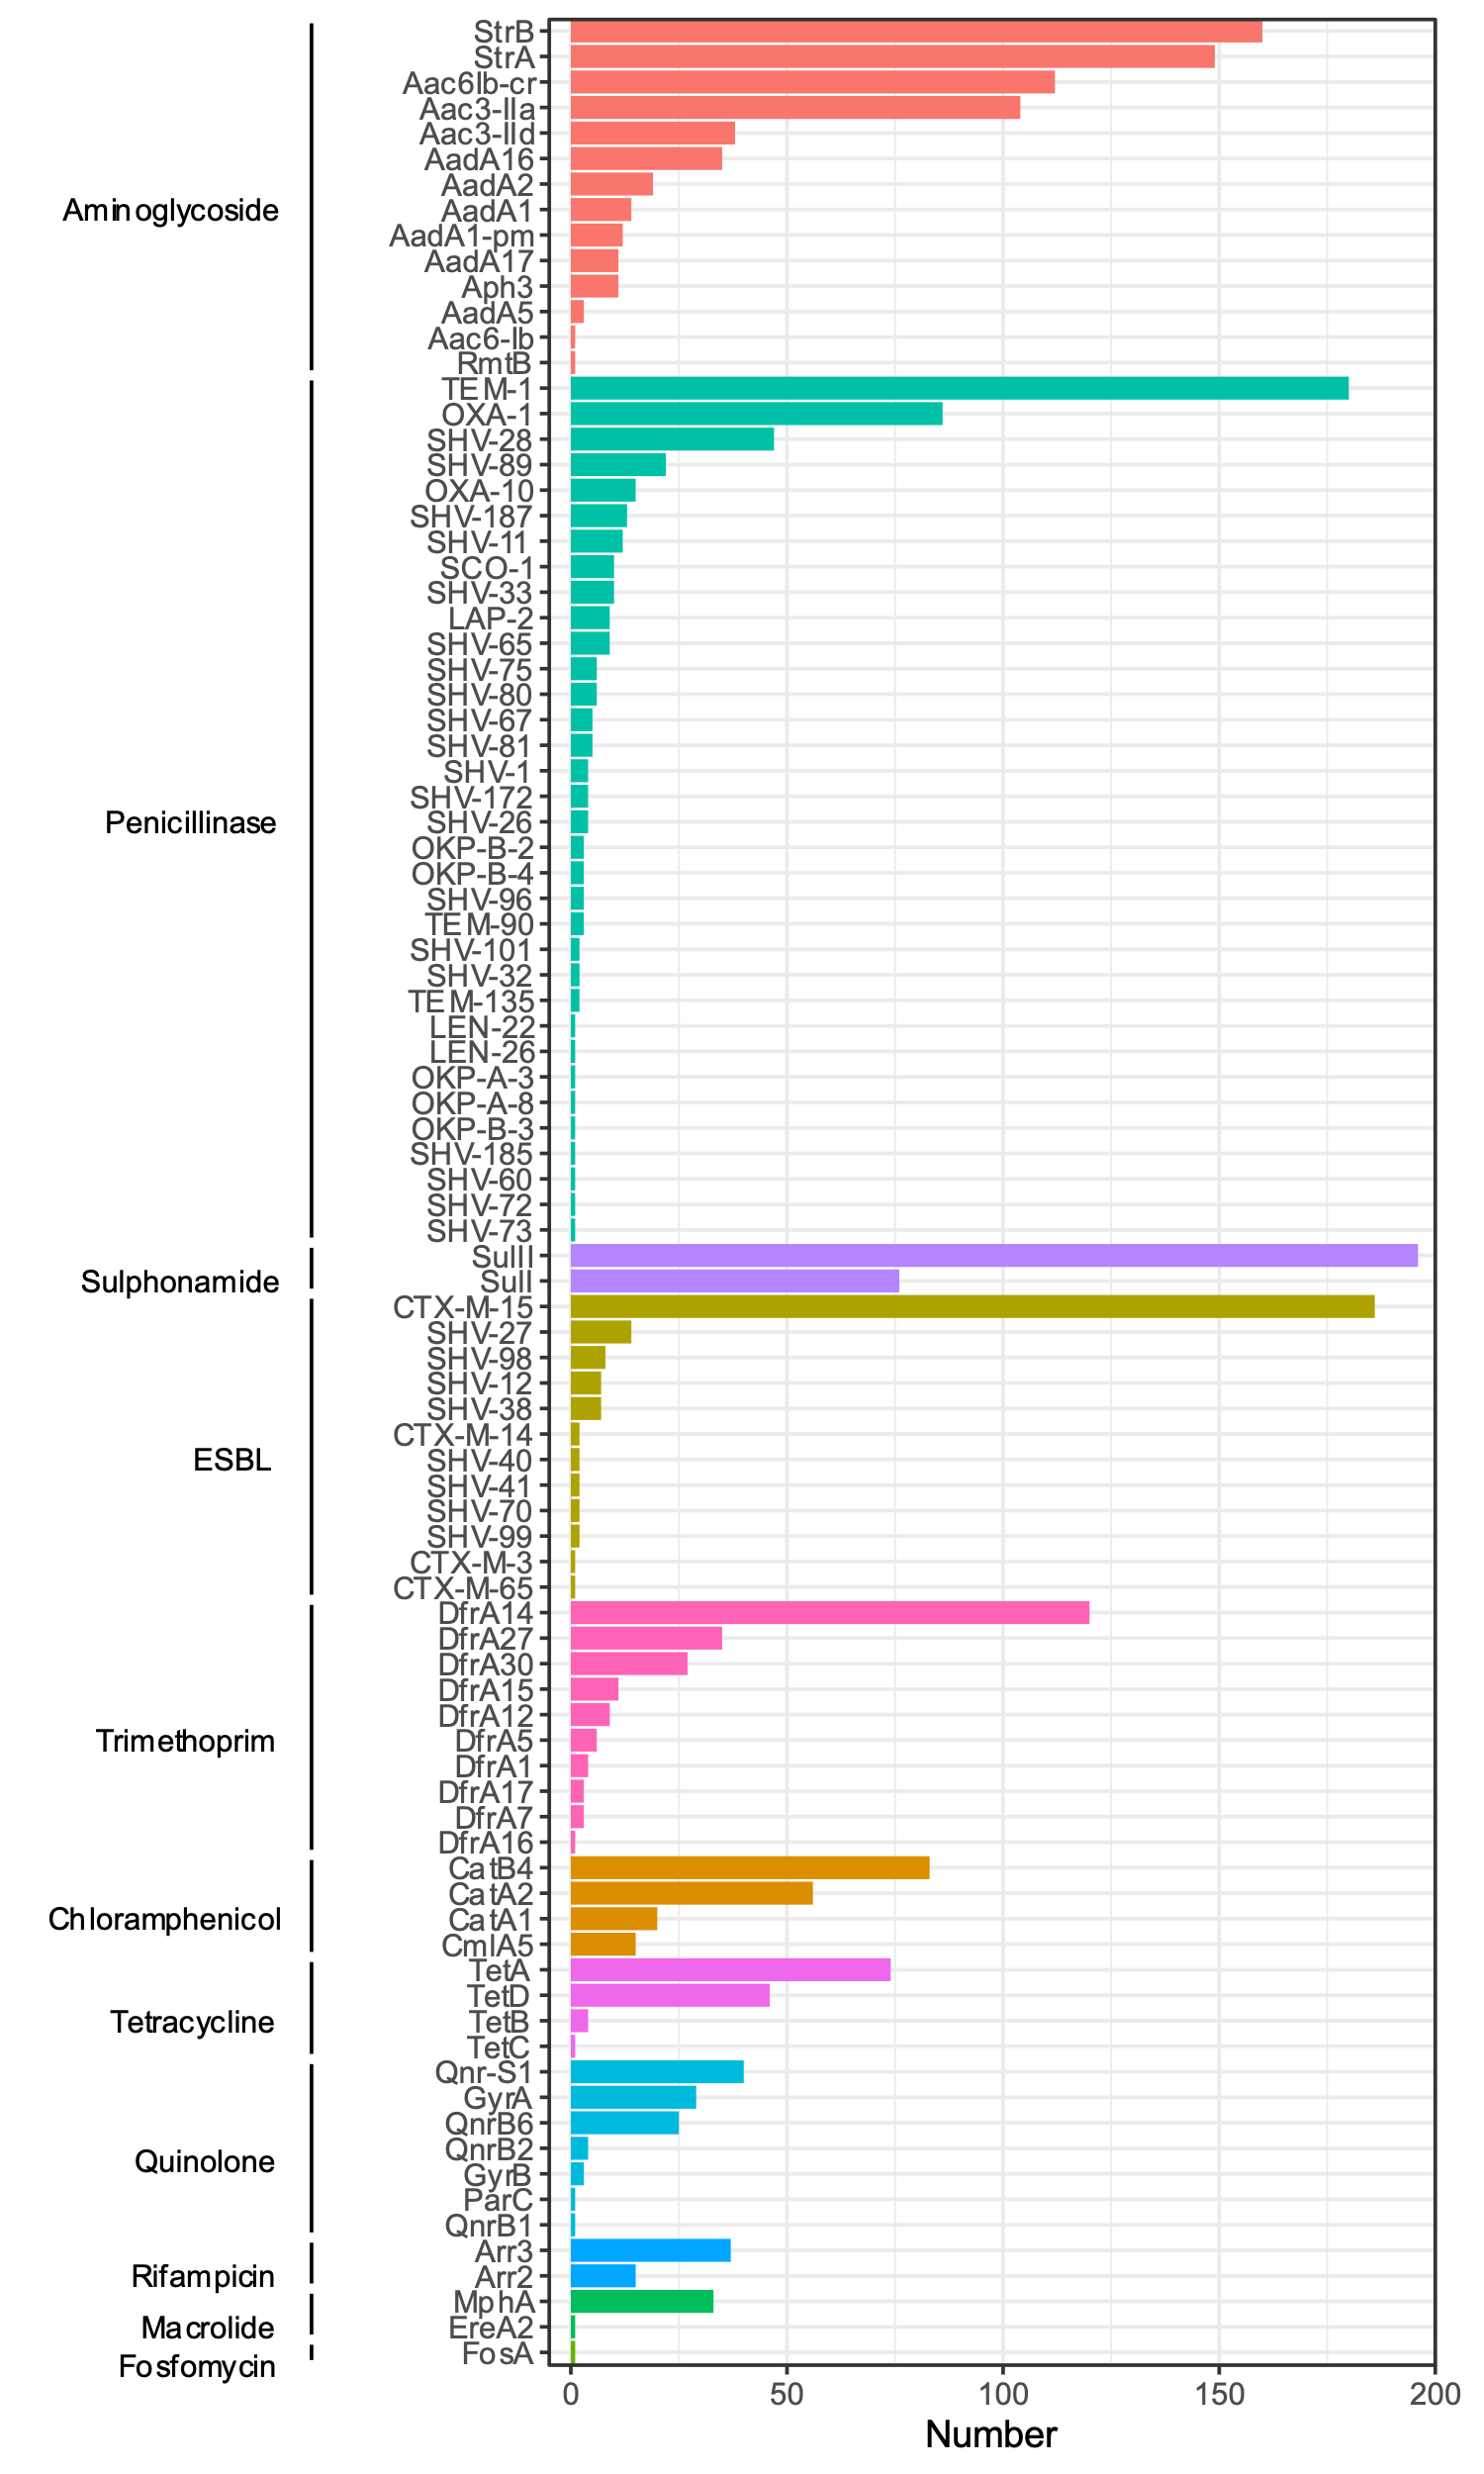 Aminoglycoside
StrB
StrA
Aac6Ib-cr
Aac3-IIa
Aac3-IId
AadA16
AadA2
AadA1
AadA1-pm
AadA17
Aph3
AadA5
Aac6-Ib
RmtB
Penicillinase
TEM-1
OXA-1
SHV-28
SHV-89
OXA-10
SHV-187
SHV-11
SCO-1
SHV-33
LAP-2
SHV-65
SHV-75
SHV-80
SHV-67
SHV-81
SHV-1
SHV-172
SHV-26
OKP-B-2
OKP-B-4
SHV-96
TEM-90
SHV-101
SHV-32
TEM-135
LEN-22
LEN-26
OKP-A-3
OKP-A-8
OKP-B-3
SHV-185
SHV-60
SHV-72
SHV-73
Sulphonamide
SulII
SulI
ESBL
CTX-M-15
SHV-27
SHV-98
SHV-12
SHV-38
CTX-M-14
SHV-40
SHV-41
SHV-70
SHV-99
CTX-M-3
CTX-M-65
Trimethoprim
DfrA14
DfrA27
DfrA30
DfrA15
DfrA12
DfrA5
DfrA1
DfrA17
DfrA7
DfrA16
Chloramphenicol
CatB4
CatA2
CatA1
CmlA5
Tetracycline
TetA
TetD
TetB
TetC
Quinolone
Qnr-S1
GyrA
QnrB6
QnrB2
GyrB
ParC
QnrB1
Rifampicin
Arr3
Arr2
Macrolide
MphA
EreA2
Fosfomycin
FosA
0 50 100 150 200
Number